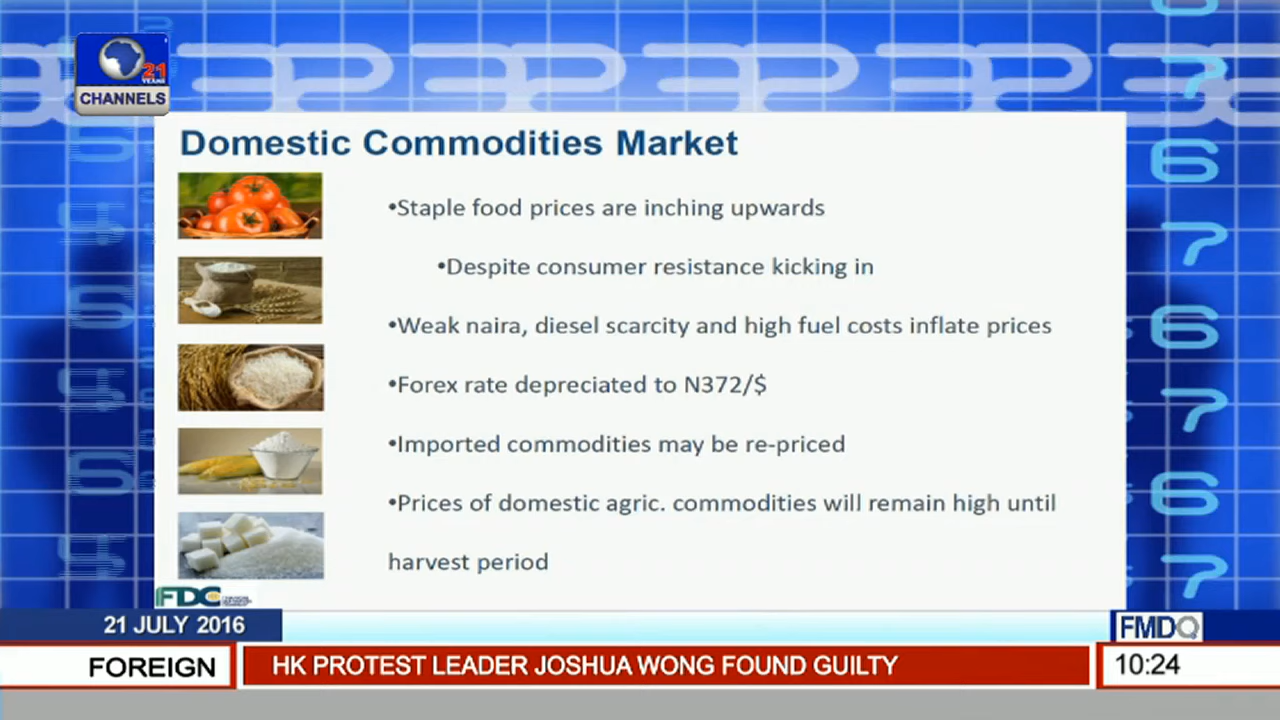 21
YEARS
CHANNELS
Domestic Commodities Market
•Staple food prices are inching upwards
•Despite consumer resistance kicking in
•Weak naira, diesel scarcity and high fuel costs inflate prices
•Forex rate depreciated to N372/$
•Imported commodities may be re-priced
•Prices of domestic agric. commodities will remain high until
harvest period
FDC
21 JULY 2016
FMDQ
FOREIGN
HK PROTEST LEADER JOSHUA WONG FOUND GUILTY
10:24